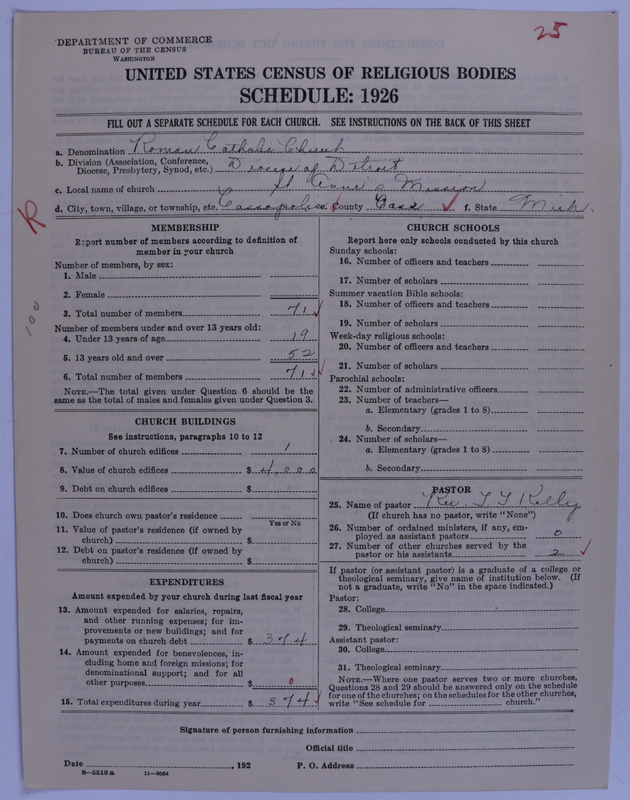 25
DEPARTMENT OF COMMERCE
BUREAU OF THE CENSUS
WASHINGTON
UNITED STATES CENSUS OF RELIGIOUS BODIES
SCHEDULE: 1926
FILL OUT A SEPARATE SCHEDULE FOR EACH CHURCH. SEE INSTRUCTIONS ON THE BACK OF THIS SHEET
a. Denomination Roman Catholic Church
b. Division (Association, Conference, Diocese, Presbytery, Synod, etc.) Diocese of Detroit
c. Local name of church St Anne's Mission
d. City, town, village, or township, etc. Cassopolis e. County Cass f. State Mich.
R
100
MEMBERSHIP
Report number of members according to definition of
member in your church
Number of members, by sex:
1. Male
2. Female
3. Total number of members 71
Number of members under and over 13 years old:
4. Under 13 years of age 19
5. 13 years old and over 52
6. Total number of members 71
NOTE.—The total given under Question 6 should be the
same as the total of males and females given under Question 3.
CHURCH BUILDINGS
See instructions, paragraphs 10 to 12
7. Number of church edifices 1
8. Value of church edifices $ 4,000
9. Debt on church edifices $
10. Does church own pastor's residence
Yes or No
11. Value of pastor's residence (if owned by
church) $
12. Debt on pastor's residence (if owned by
church) $
EXPENDITURES
Amount expended by your church during last fiscal year
13. Amount expended for salaries, repairs,
and other running expenses; for im-
provements or new buildings; and for
payments on church debt $ 374
14. Amount expended for benevolences, in-
cluding home and foreign missions; for
denominational support; and for all
other purposes $ 0
15. Total expenditures during year $ 374
CHURCH SCHOOLS
Report here only schools conducted by this church
Sunday schools:
16. Number of officers and teachers
17. Number of scholars
Summer vacation Bible schools:
18. Number of officers and teachers
19. Number of scholars
Week-day religious schools:
20. Number of officers and teachers
21. Number of scholars
Parochial schools:
22. Number of administrative officers
23. Number of teachers—
a. Elementary (grades 1 to 8)
b. Secondary
24. Number of scholars—
a. Elementary (grades 1 to 8)
b. Secondary
PASTOR
25. Name of pastor Rev. Kelly
(If church has no pastor, write "None")
26. Number of ordained ministers, if any, em-
ployed as assistant pastors 0
27. Number of other churches served by the
pastor or his assistants 2
If pastor (or assistant pastor) is a graduate of a college or
theological seminary, give name of institution below. (If
not a graduate, write "No" in the space indicated.)
Pastor:
28. College
29. Theological seminary
Assistant pastor:
30. College
31. Theological seminary
NOTE.—Where one pastor serves two or more churches,
Questions 28 and 29 should be answered only on the schedule
for one of the churches; on the schedules for the other churches,
write "See schedule for church."
Signature of person furnishing information
Official title
Date , 192 P. O. Address
8—5518 a 11—9034